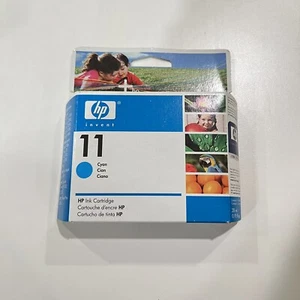 hp
invent
11
Cyan
Cian
Ciano
HP Ink Cartridge
Cartouche d'encre HP
Cartucho de tinta HP